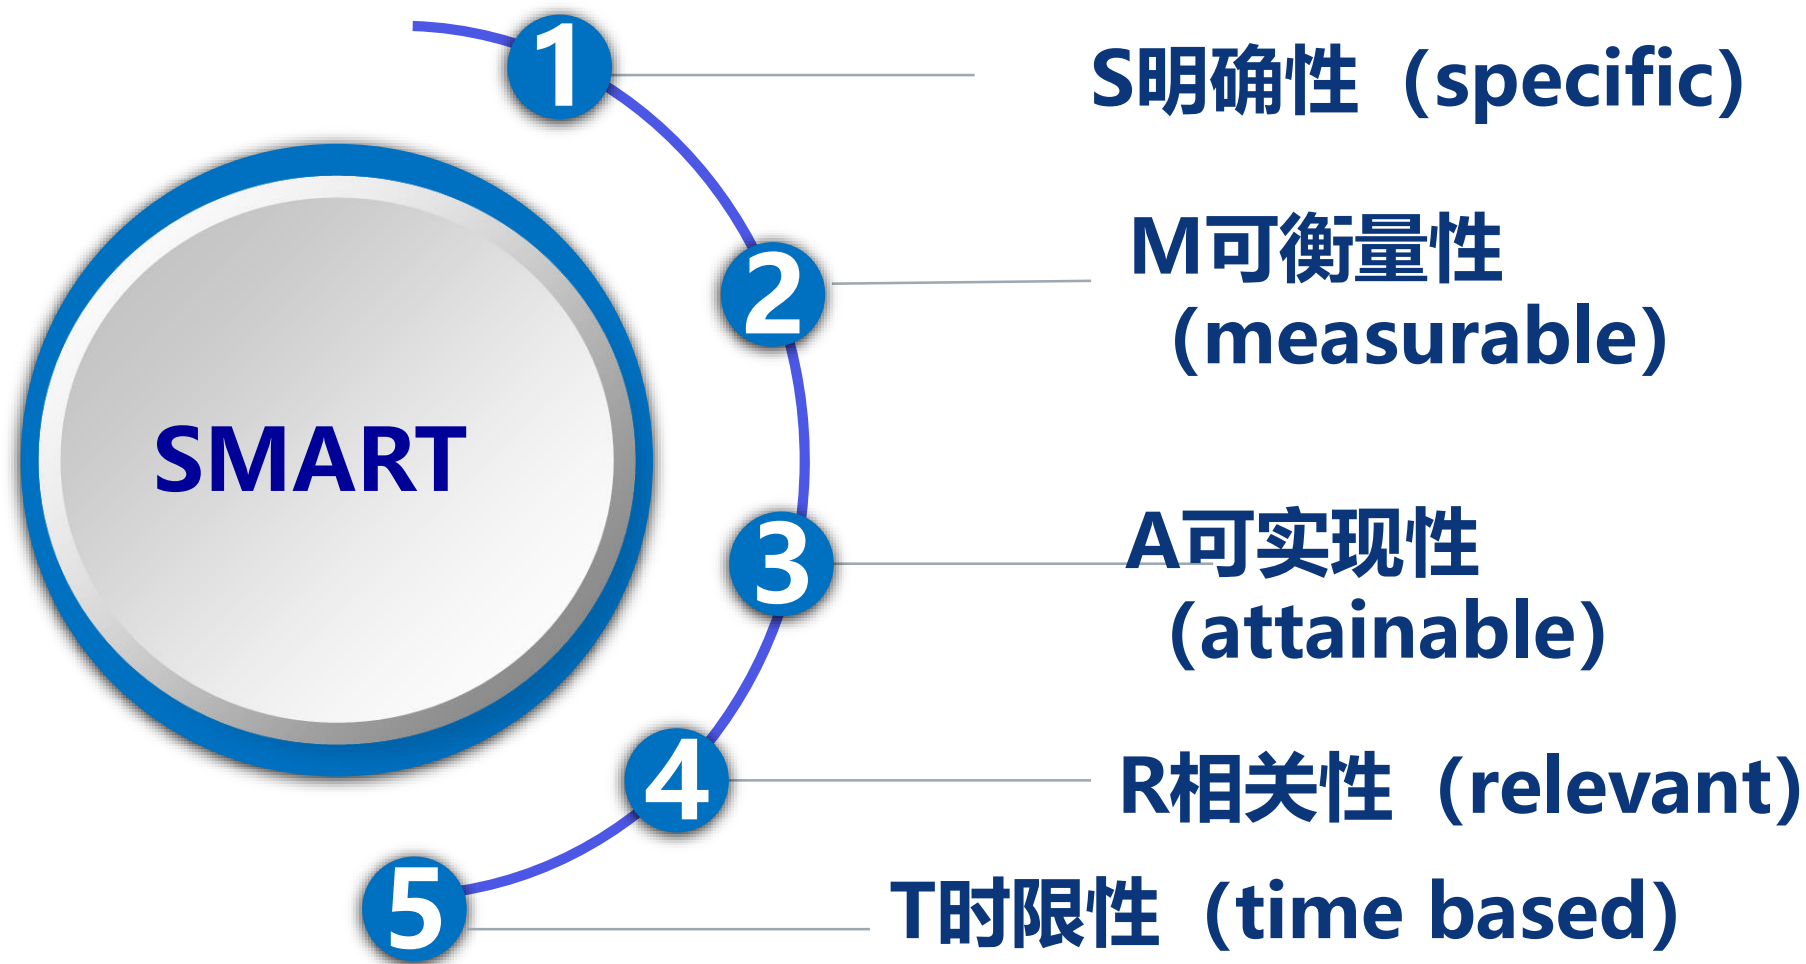 1
S明确性（specific）
2
M可衡量性
（measurable）
SMART
3
A可实现性
（attainable）
4
R相关性（relevant）
5
T时限性（time based）